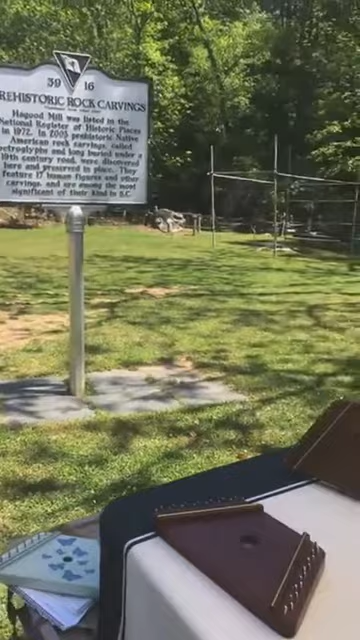 39 16
PREHISTORIC ROCK CARVINGS
Hagood Mill was listed in the
National Register of Historic Places
in 1972. In 2003 prehistoric Native
American rock carvings, called
petroglyphs and long buried under a
19th century road, were discovered
here and preserved in place. They
feature 17 human figures and other
carvings, and are among the most
significant of their kind in S.C.